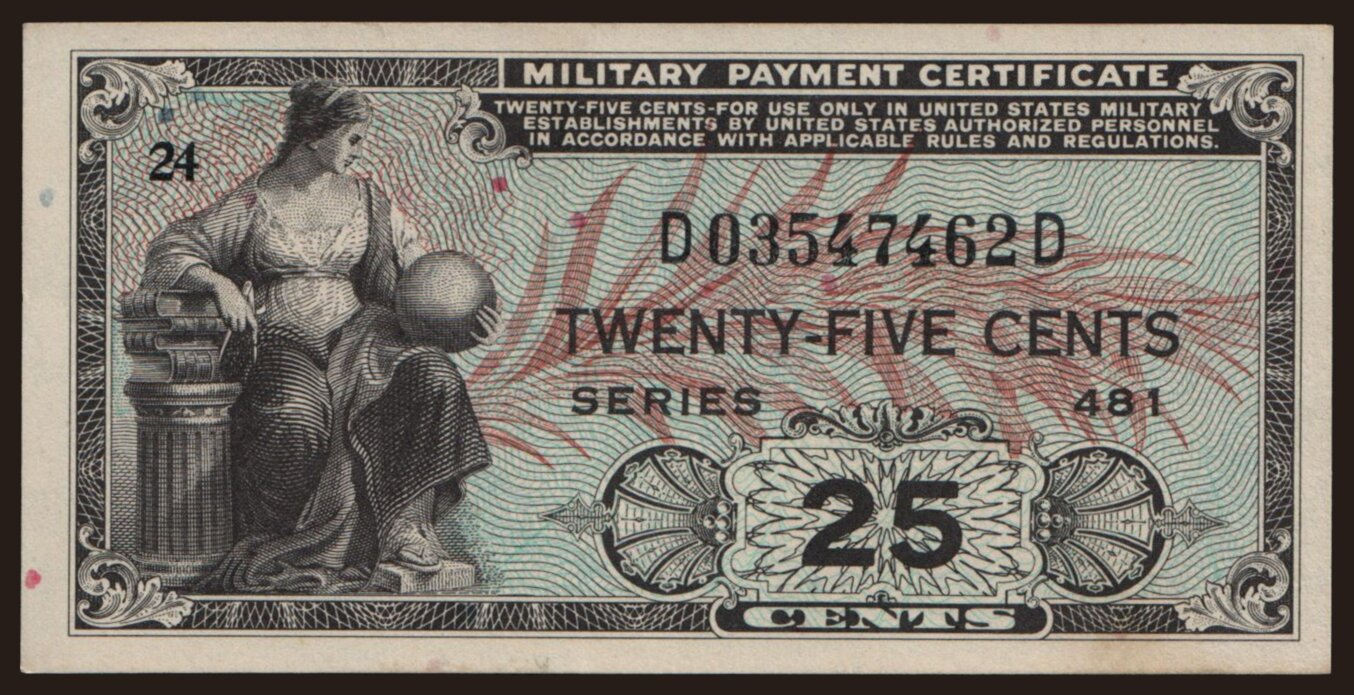 MILITARY PAYMENT CERTIFICATE
TWENTY-FIVE CENTS-FOR USE ONLY IN UNITED STATES MILITARY
ESTABLISHMENTS BY UNITED STATES AUTHORIZED PERSONNEL
IN ACCORDANCE WITH APPLICABLE RULES AND REGULATIONS.
24
D03547462D
TWENTY-FIVE CENTS
SERIES 481
25
CENTS